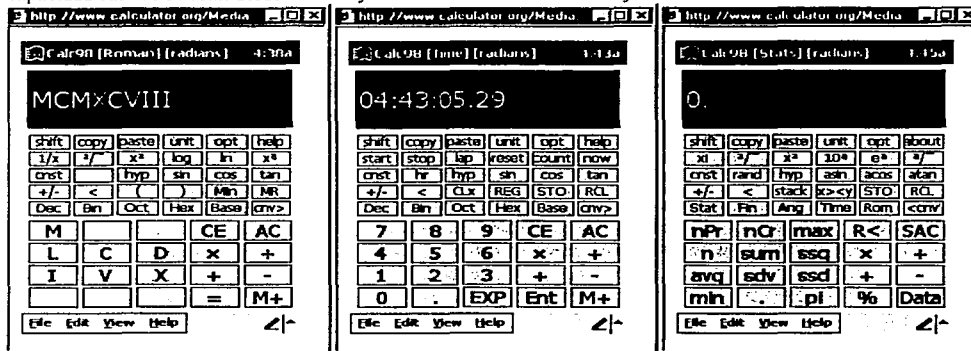 http //www calculator org/Media
Calc98 [Roman] [radians] 4:38a
MCMXCVIII
shift copy paste unit opt help
1/x x² log ln
cnst hyp sin cos tan
+/- < ( ) Min MR
Dec Bin Oct Hex Base cnv>
M CE AC
L C D × ÷
I V X + -
= M+
File Edit View Help
http //www calculator org/Media
Calc98 [Time] [radians]
04:43:05.29
shift copy paste unit opt help
start stop lap reset count now
cnst hr hyp sin cos tan
+/- < CLx REG STO RCL
Dec Bin Oct Hex Base cnv>
7 8 9 CE AC
4 5 6 × ÷
1 2 3 + -
0 . EXP Ent M+
File Edit View Help
http //www calculator org/Media
Calc98 [Stats] [radians]
0.
shift copy paste unit opt about
x! x² 10ˣ eˣ
cnst rand hyp asin acos atan
+/- < stack x><y STO RCL
Stat Fin Ang Time Rom <cnv
nPr nCr max R< SAC
n sum ssq × ÷
avg sdv ssd + -
min . pi % Data
File Edit View Help